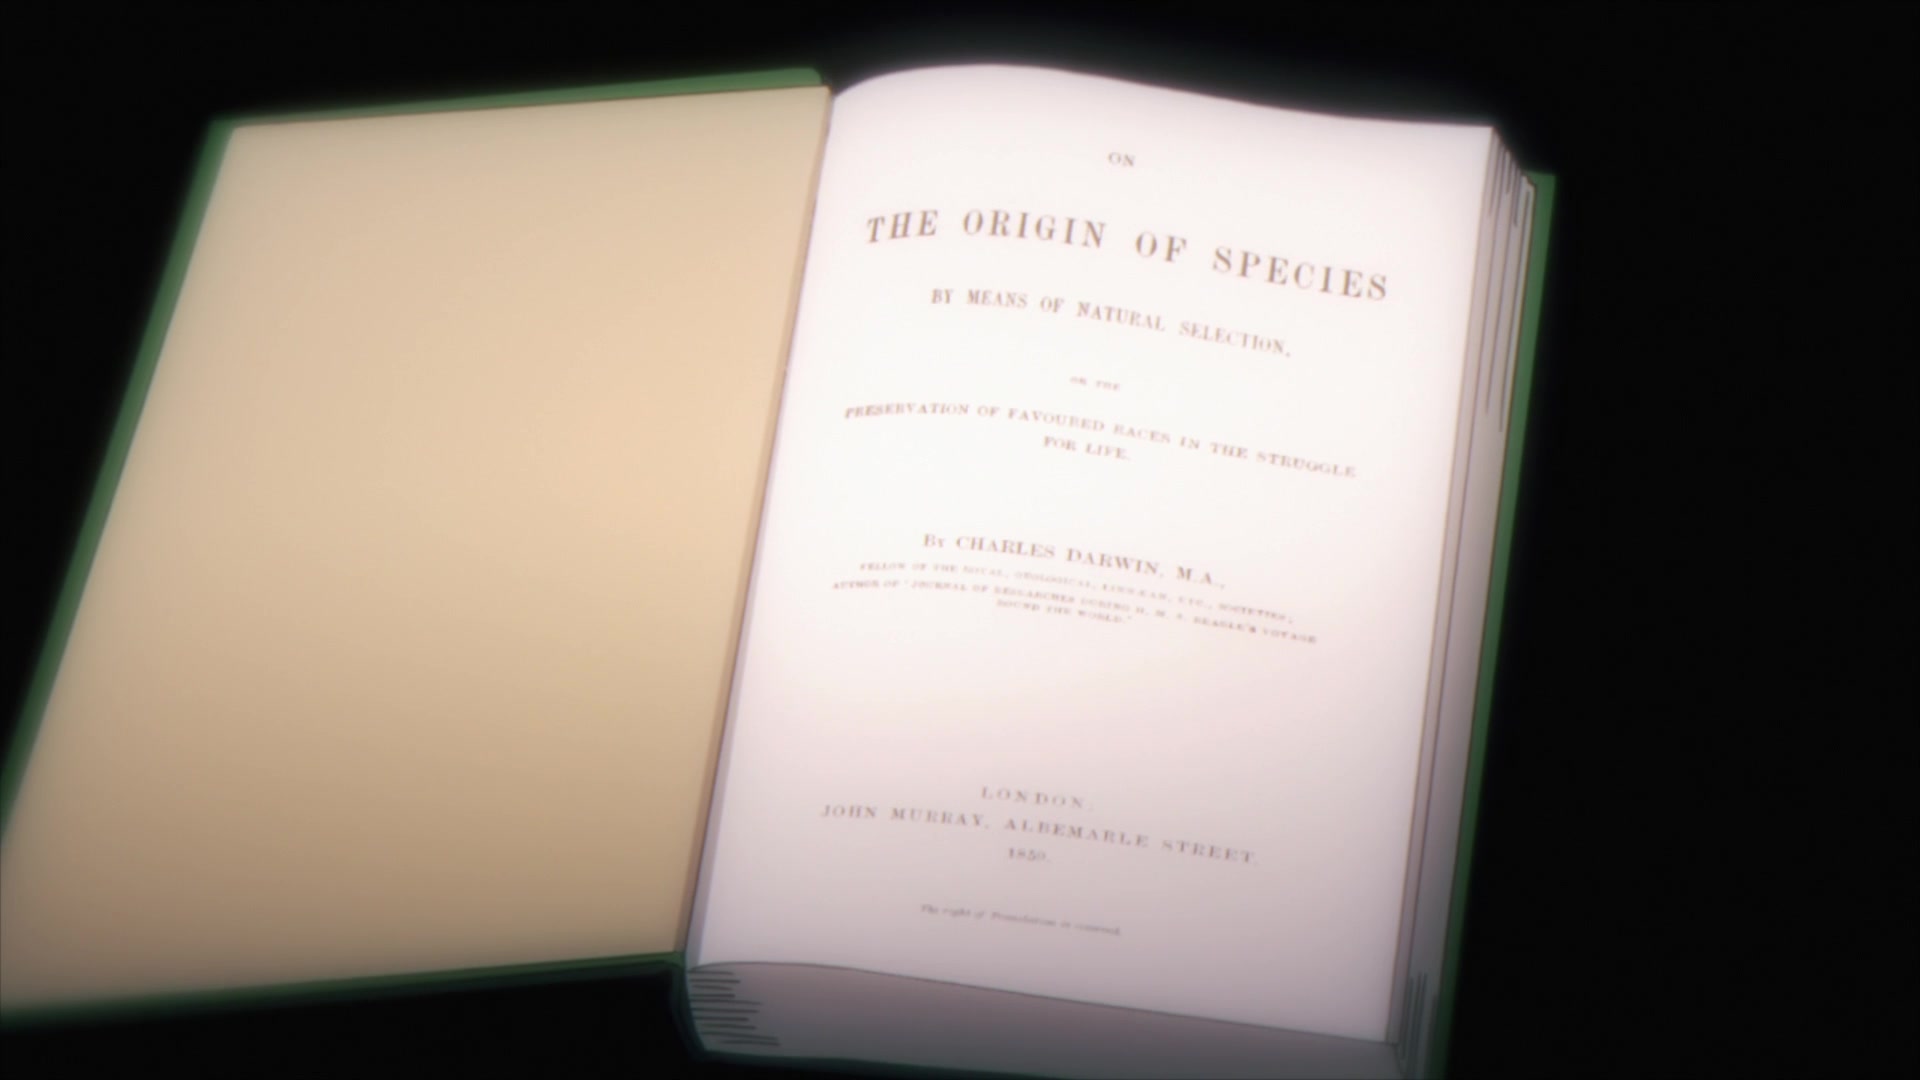 ON
THE ORIGIN OF SPECIES
BY MEANS OF NATURAL SELECTION,
OR THE
PRESERVATION OF FAVOURED RACES IN THE STRUGGLE
FOR LIFE.
BY CHARLES DARWIN, M.A.,
FELLOW OF THE ROYAL, GEOLOGICAL, LINNÆAN, ETC., SOCIETIES;
AUTHOR OF 'JOURNAL OF RESEARCHES DURING H. M. S. BEAGLE'S VOYAGE
ROUND THE WORLD.'
LONDON:
JOHN MURRAY, ALBEMARLE STREET.
1859.
The right of Translation is reserved.